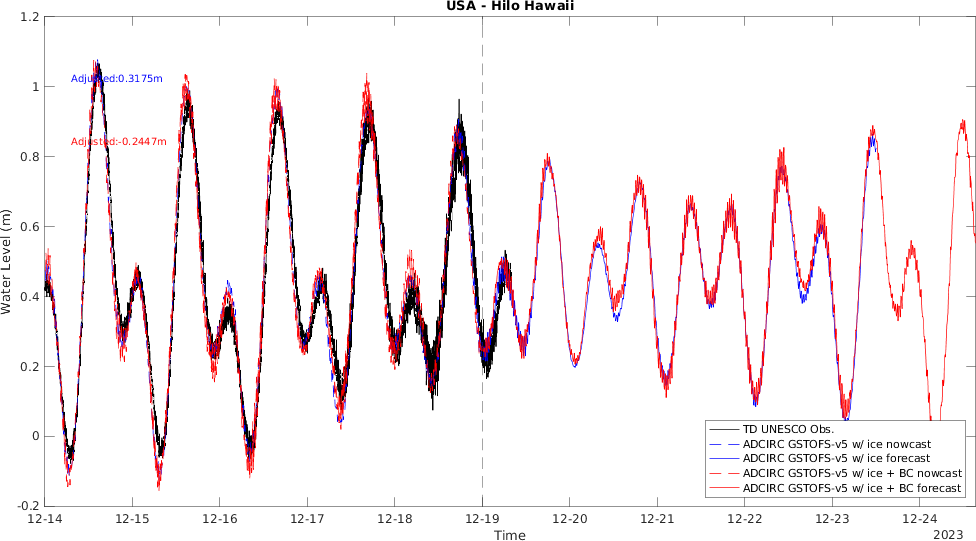 USA - Hilo Hawaii
1.2
1
0.8
0.6
0.4
0.2
0
-0.2
Water Level (m)
Adjusted:0.3175m
Adjusted:-0.2447m
TD UNESCO Obs.
ADCIRC GSTOFS-v5 w/ ice nowcast
ADCIRC GSTOFS-v5 w/ ice forecast
ADCIRC GSTOFS-v5 w/ ice + BC nowcast
ADCIRC GSTOFS-v5 w/ ice + BC forecast
12-14 12-15 12-16 12-17 12-18 12-19 12-20 12-21 12-22 12-23 12-24
Time
2023